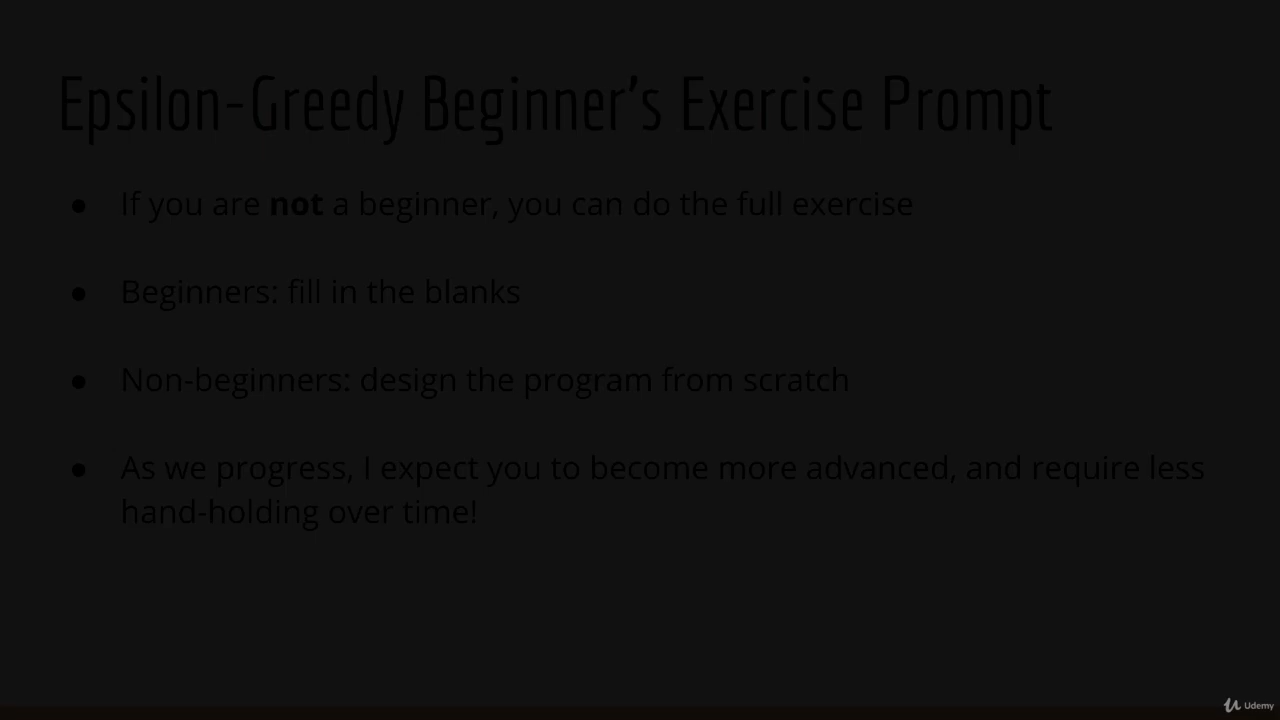 Epsilon-Greedy Beginner's Exercise Prompt
● If you are not a beginner, you can do the full exercise
● Beginners: fill in the blanks
● Non-beginners: design the program from scratch
● As we progress, I expect you to become more advanced, and require less
hand-holding over time!
Udemy